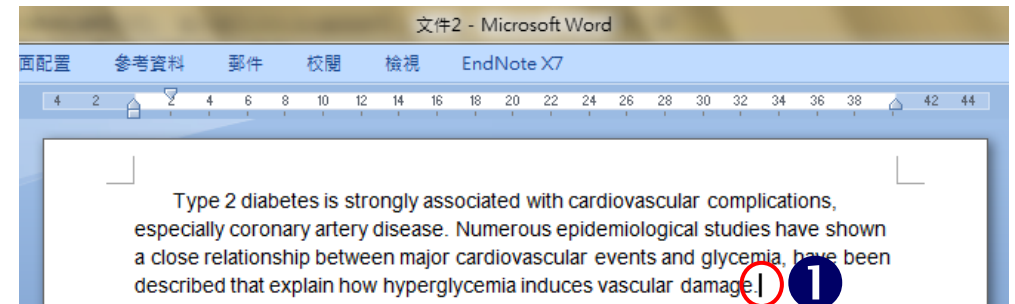 文件2 - Microsoft Word
面配置 參考資料 郵件 校閱 檢視 EndNote X7
4 2 2 4 6 8 10 12 14 16 18 20 22 24 26 28 30 32 34 36 38 42 44
Type 2 diabetes is strongly associated with cardiovascular complications,
especially coronary artery disease. Numerous epidemiological studies have shown
a close relationship between major cardiovascular events and glycemia, have been
described that explain how hyperglycemia induces vascular damage. 1